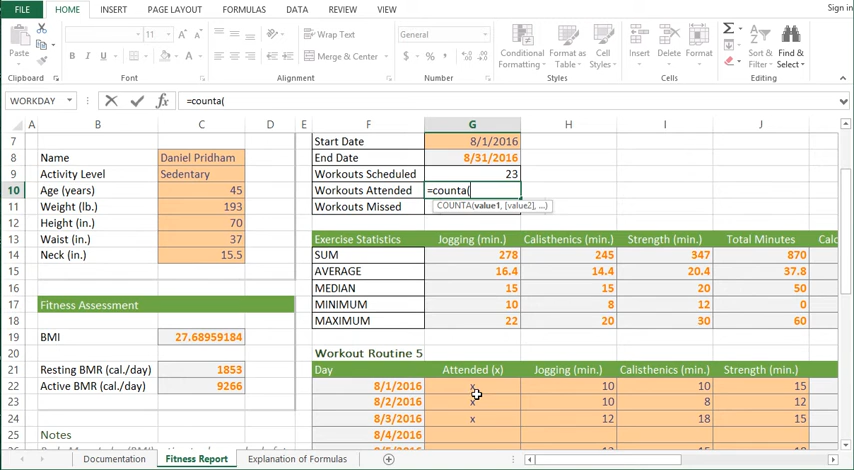 FILE HOME INSERT PAGE LAYOUT FORMULAS DATA REVIEW VIEW Sign in
11 A A Wrap Text General
Paste B I U A Merge & Center $ % Conditional Formatting Format as Table Cell Styles Insert Delete Format Sort & Filter Find & Select
Clipboard Font Alignment Number Styles Cells Editing
WORKDAY fx =counta(
A B C D E F G H I J
7 Start Date 8/1/2016
8 Name Daniel Pridham End Date 8/31/2016
9 Activity Level Sedentary Workouts Scheduled 23
10 Age (years) 45 Workouts Attended =counta(
11 Weight (lb.) 193 Workouts Missed COUNTA(value1, [value2], ...)
12 Height (in.) 70
13 Waist (in.) 37 Exercise Statistics Jogging (min.) Calisthenics (min.) Strength (min.) Total Minutes Calo
14 Neck (in.) 15.5 SUM 278 245 347 870
15 AVERAGE 16.4 14.4 20.4 37.8
16 MEDIAN 15 15 20 50
17 Fitness Assessment MINIMUM 10 8 12 0
18 MAXIMUM 22 20 30 60
19 BMI 27.68959184
20 Workout Routine 5
21 Resting BMR (cal./day) 1853 Day Attended (x) Jogging (min.) Calisthenics (min.) Strength (min.)
22 Active BMR (cal./day) 9266 8/1/2016 x 10 10 15
23 8/2/2016 x 10 8 12
24 8/3/2016 x 12 18 15
25 Notes 8/4/2016
Documentation Fitness Report Explanation of Formulas